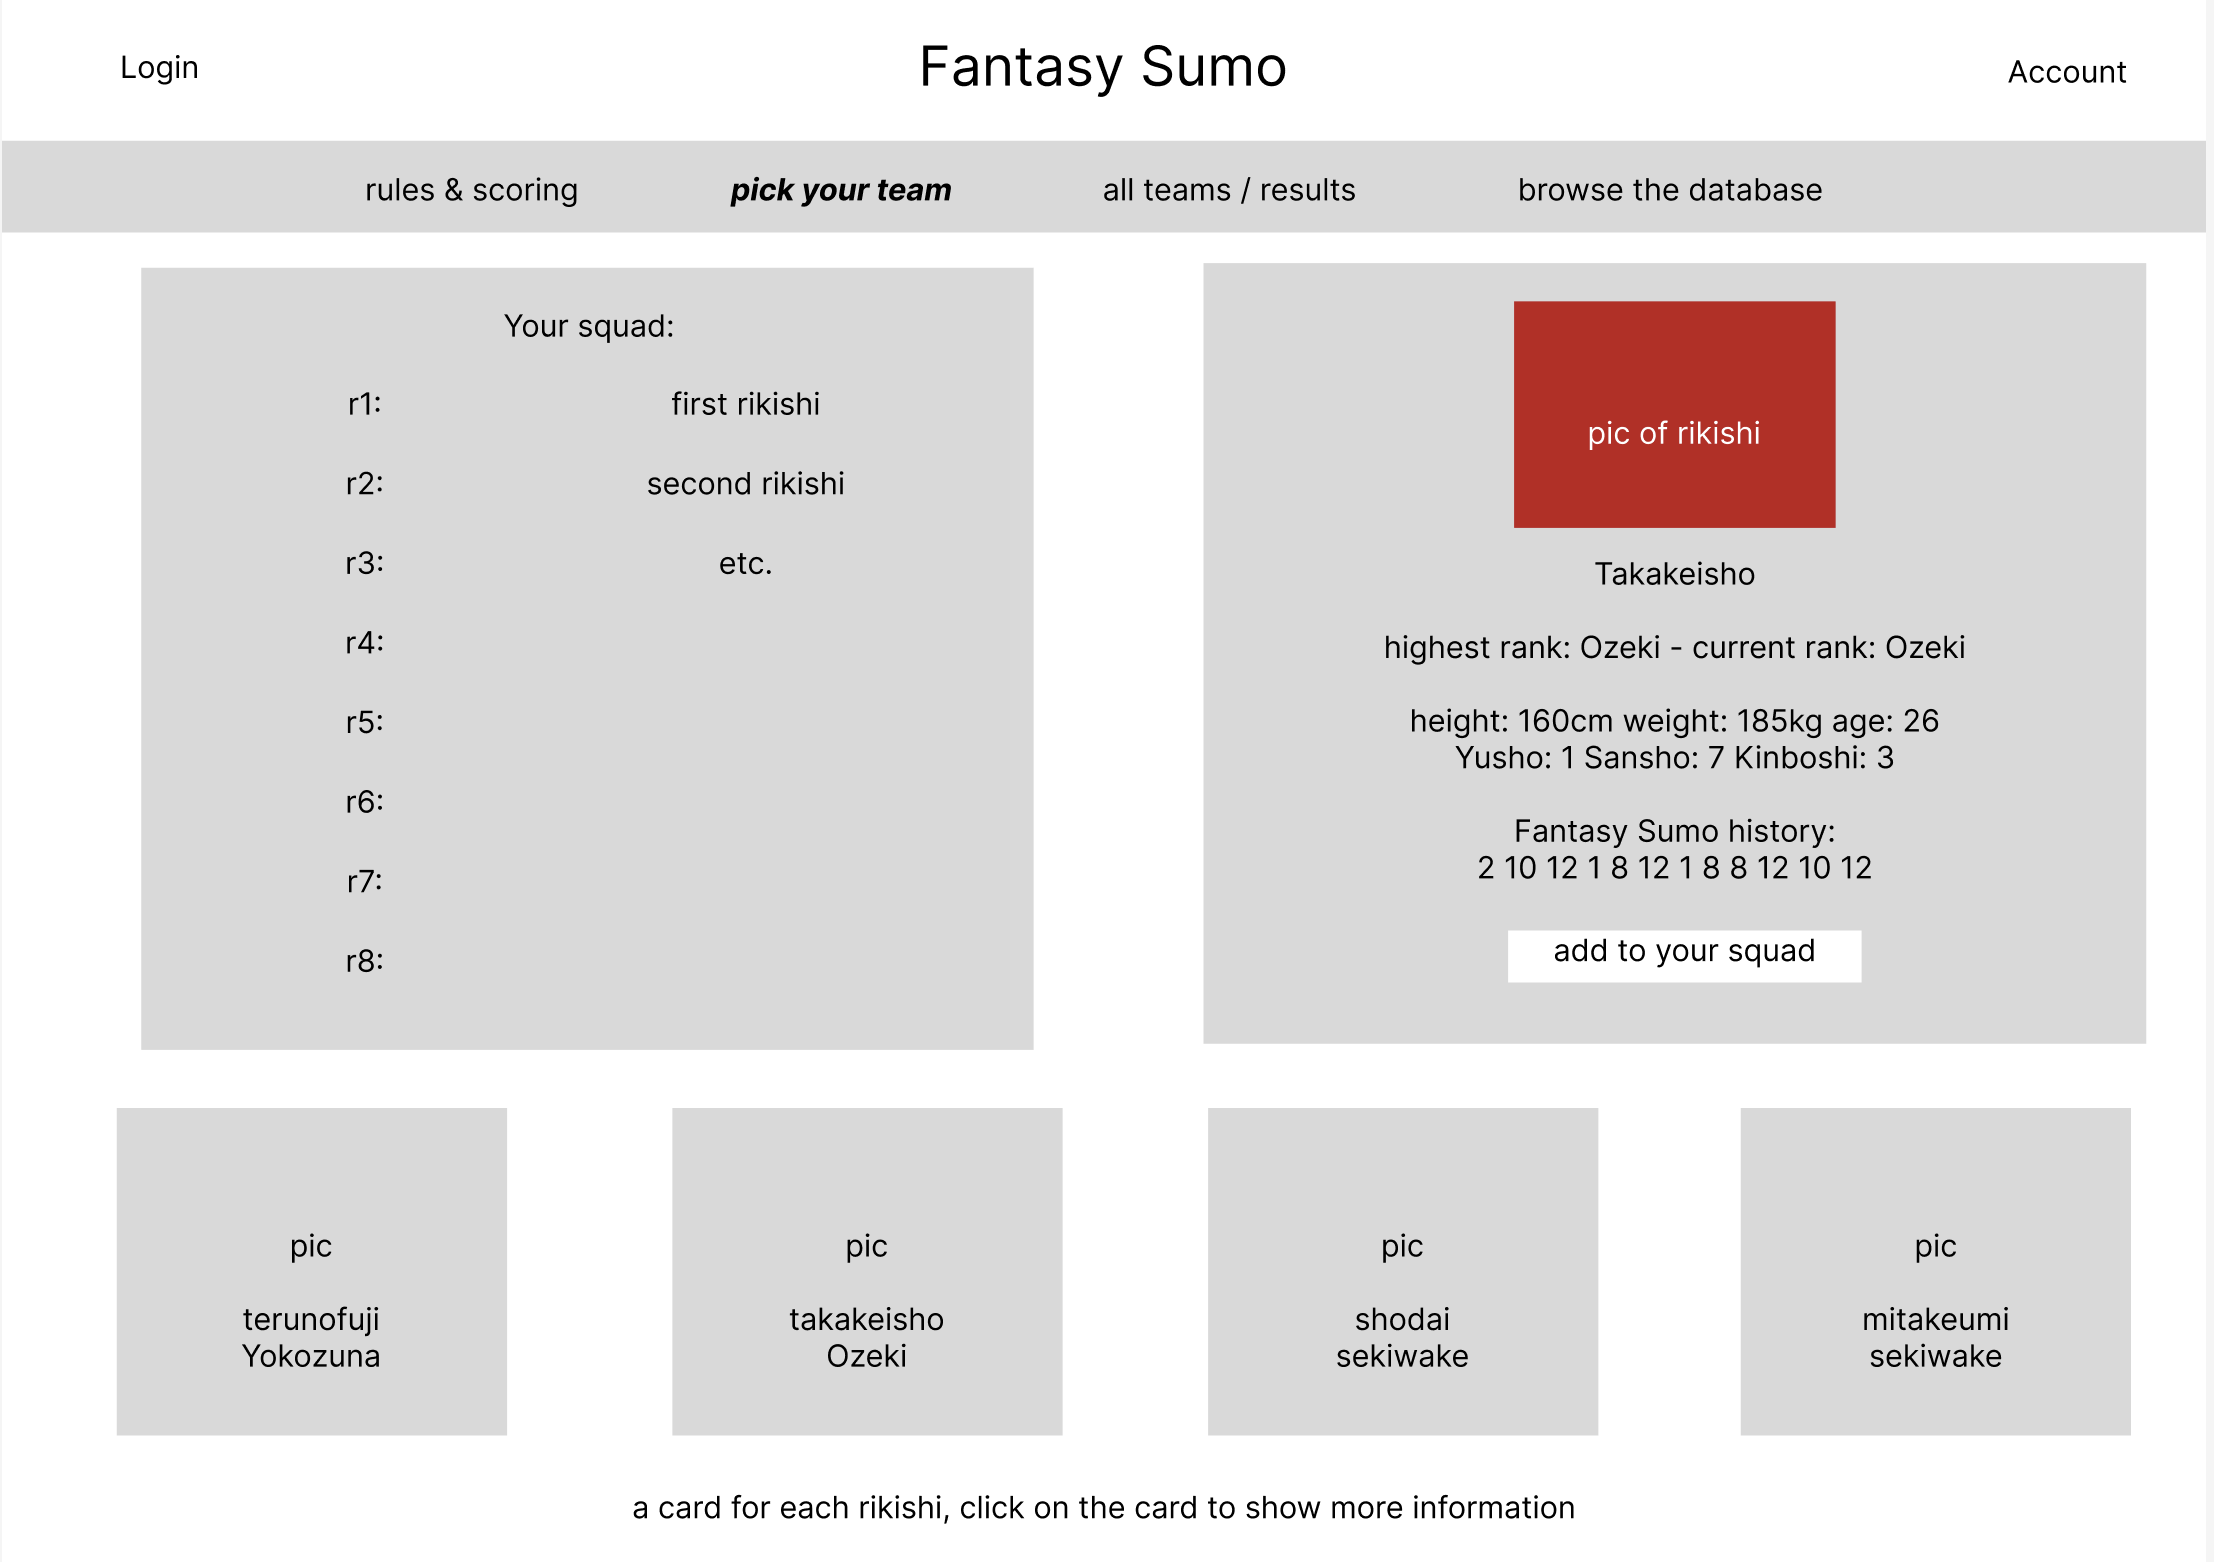 Login
Fantasy Sumo
Account
rules & scoring
pick your team
all teams / results
browse the database
Your squad:
r1: first rikishi
r2: second rikishi
r3: etc.
r4:
r5:
r6:
r7:
r8:
pic of rikishi
Takakeisho
highest rank: Ozeki - current rank: Ozeki
height: 160cm weight: 185kg age: 26
Yusho: 1 Sansho: 7 Kinboshi: 3
Fantasy Sumo history:
2 10 12 1 8 12 1 8 8 12 10 12
add to your squad
pic
terunofuji
Yokozuna
pic
takakeisho
Ozeki
pic
shodai
sekiwake
pic
mitakeumi
sekiwake
a card for each rikishi, click on the card to show more information